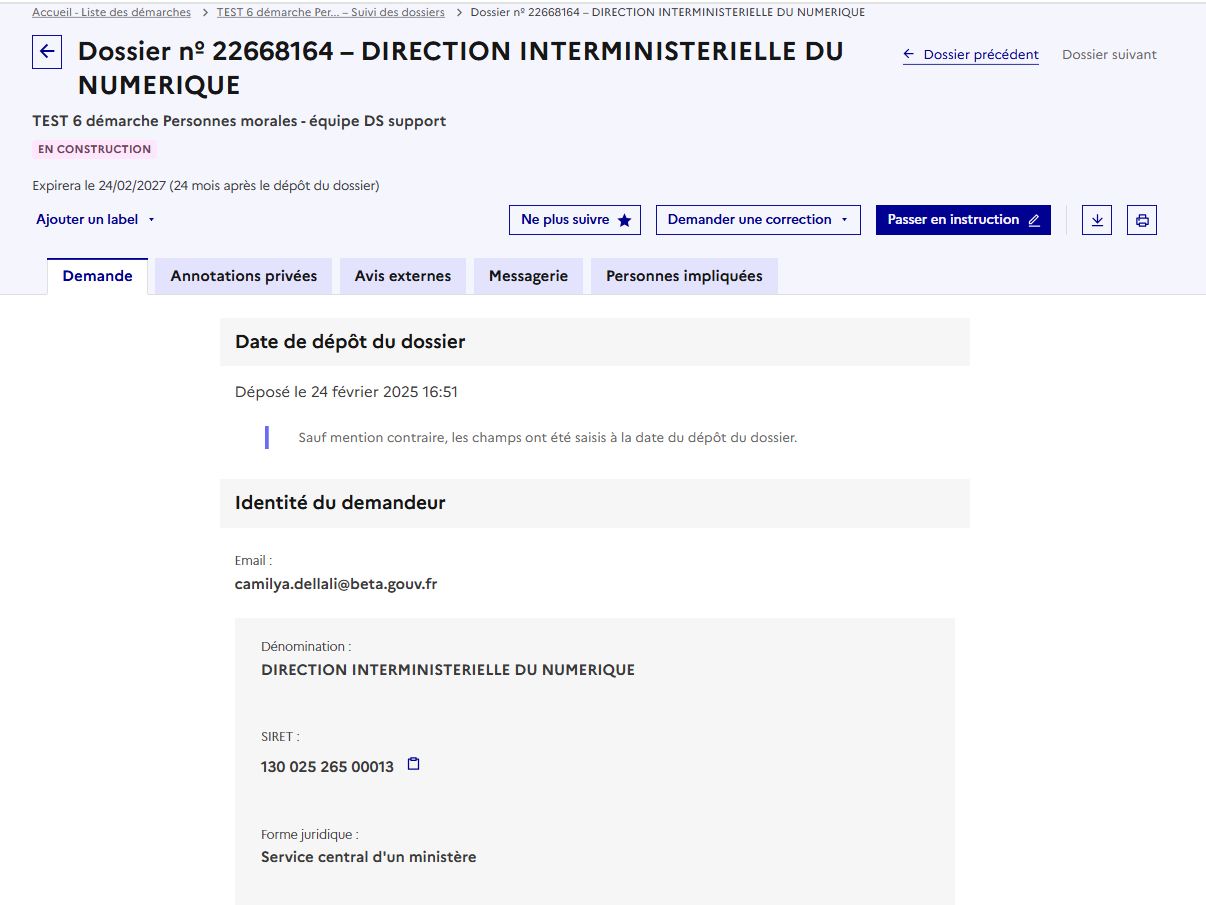 Accueil - Liste des démarches > TEST 6 démarche Per... – Suivi des dossiers > Dossier nº 22668164 – DIRECTION INTERMINISTERIELLE DU NUMERIQUE
Dossier nº 22668164 – DIRECTION INTERMINISTERIELLE DU
NUMERIQUE
← Dossier précédent Dossier suivant
TEST 6 démarche Personnes morales - équipe DS support
EN CONSTRUCTION
Expirera le 24/02/2027 (24 mois après le dépôt du dossier)
Ajouter un label Ne plus suivre Demander une correction Passer en instruction
Demande Annotations privées Avis externes Messagerie Personnes impliquées
Date de dépôt du dossier
Déposé le 24 février 2025 16:51
Sauf mention contraire, les champs ont été saisis à la date du dépôt du dossier.
Identité du demandeur
Email :
camilya.dellali@beta.gouv.fr
Dénomination :
DIRECTION INTERMINISTERIELLE DU NUMERIQUE
SIRET :
130 025 265 00013
Forme juridique :
Service central d'un ministère